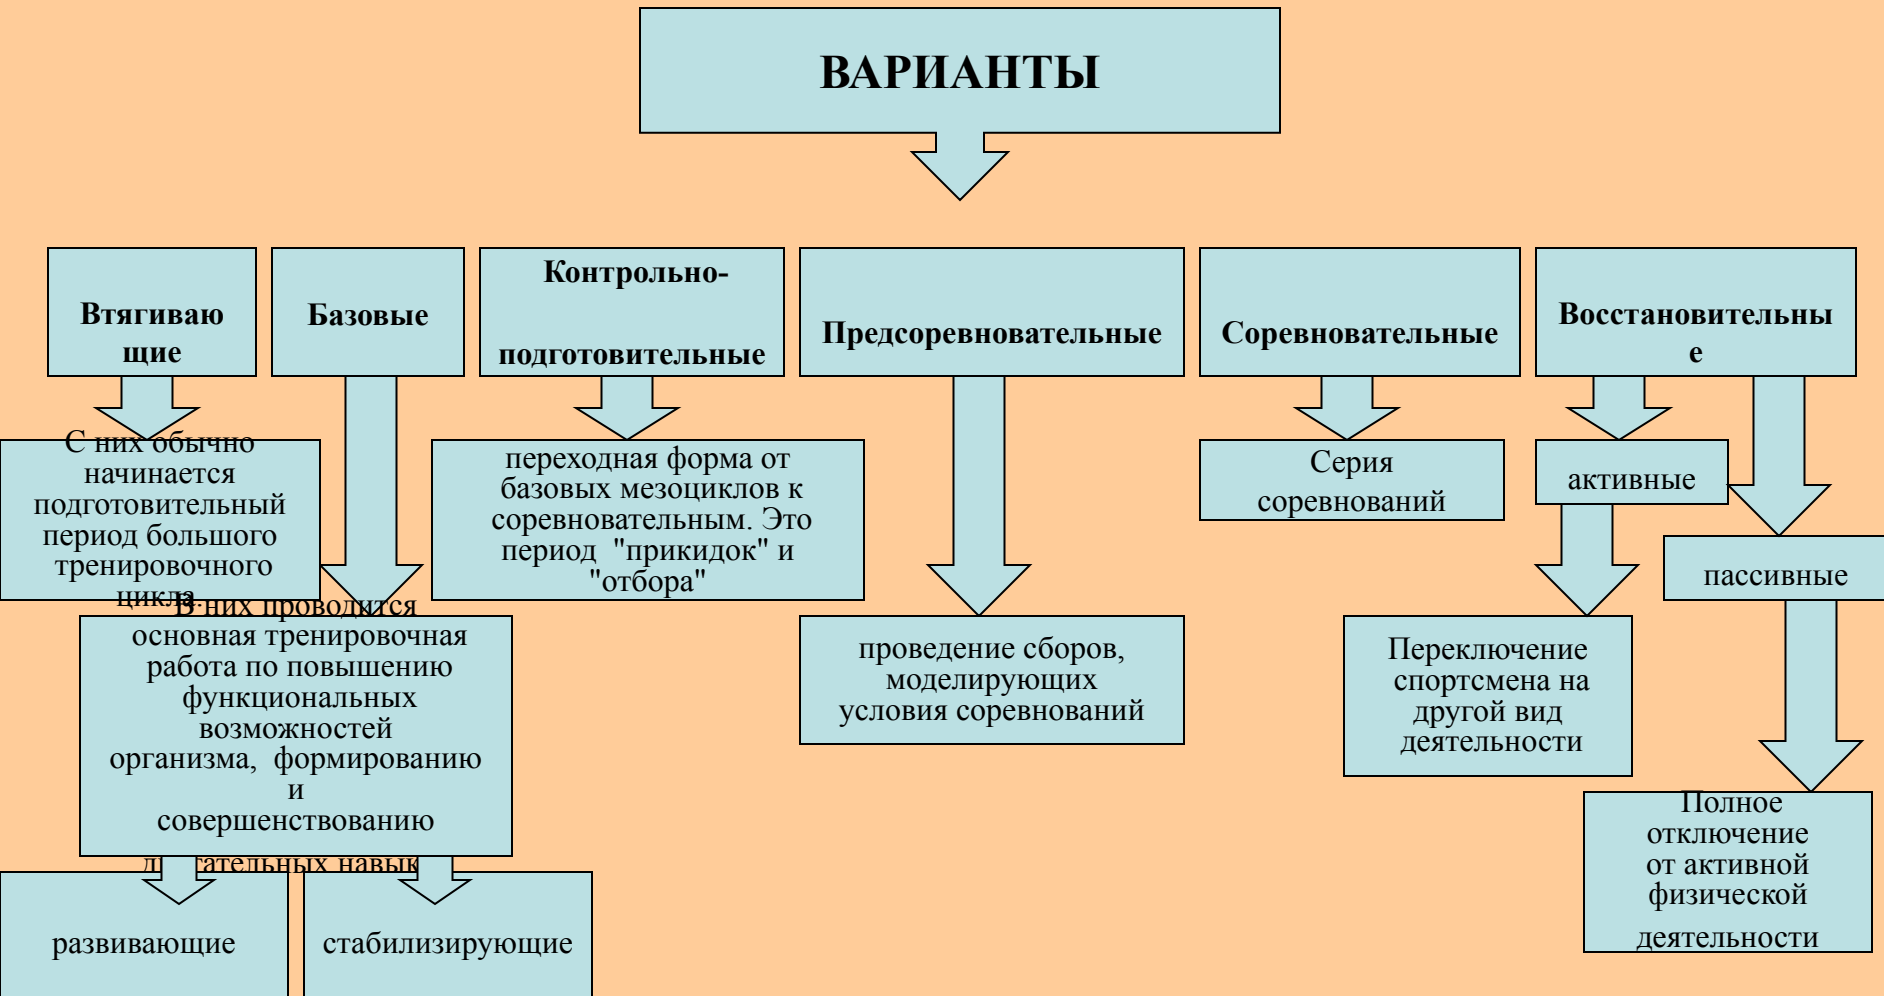 ВАРИАНТЫ
Втягиваю
щие
Базовые
Контрольно-
подготовительные
Предсоревновательные
Соревновательные
Восстановительны
е
С них обычно
начинается
подготовительный
период большого
тренировочного
цикла.
В них проводится
основная тренировочная
работа по повышению
функциональных
возможностей
организма, формированию
и
совершенствованию
развивающие
стабилизирующие
переходная форма от
базовых мезоциклов к
соревновательным. Это
период "прикидок" и
"отбора"
проведение сборов,
моделирующих
условия соревнований
Серия
соревнований
активные
Переключение
спортсмена на
другой вид
деятельности
пассивные
Полное
отключение
от активной
физической
деятельности